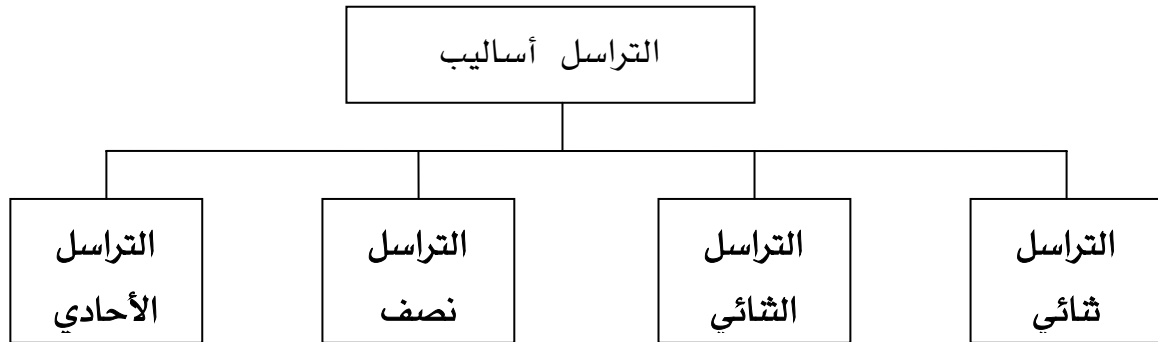 التراسل أساليب
التراسل
ثنائي
التراسل
الثنائي
التراسل
نصف
التراسل
الأحادي